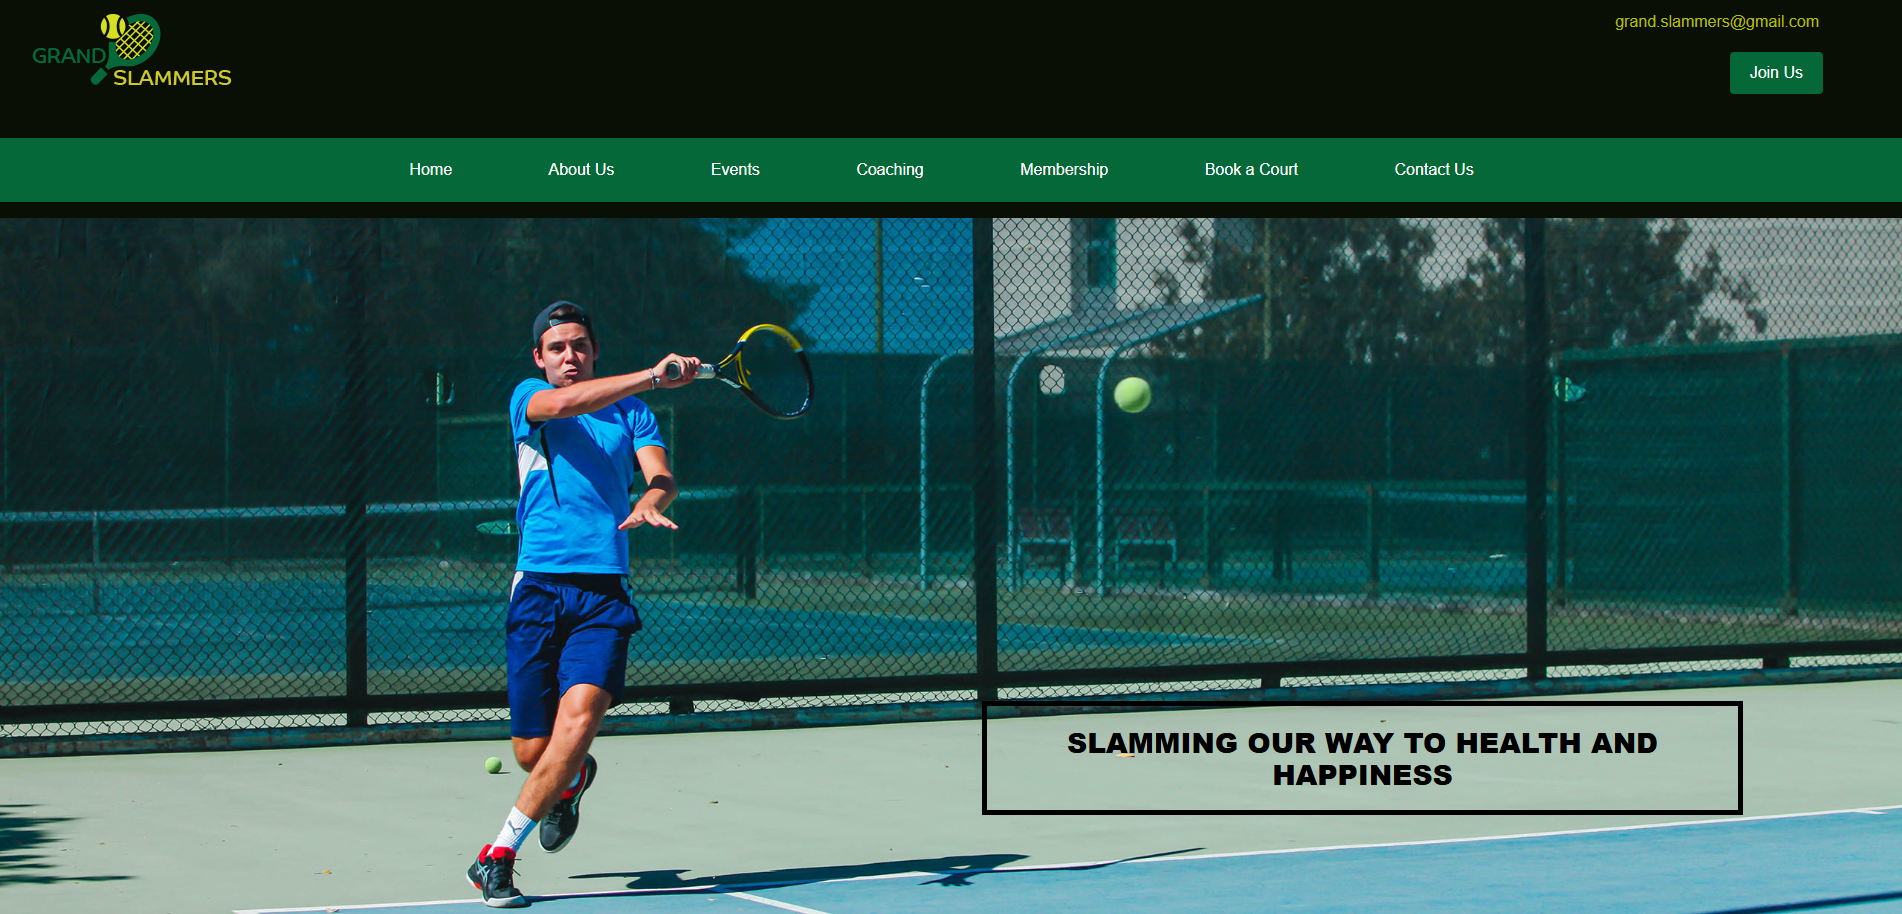 GRAND
SLAMMERS
grand.slammers@gmail.com
Join Us
Home
About Us
Events
Coaching
Membership
Book a Court
Contact Us
SLAMMING OUR WAY TO HEALTH AND
HAPPINESS